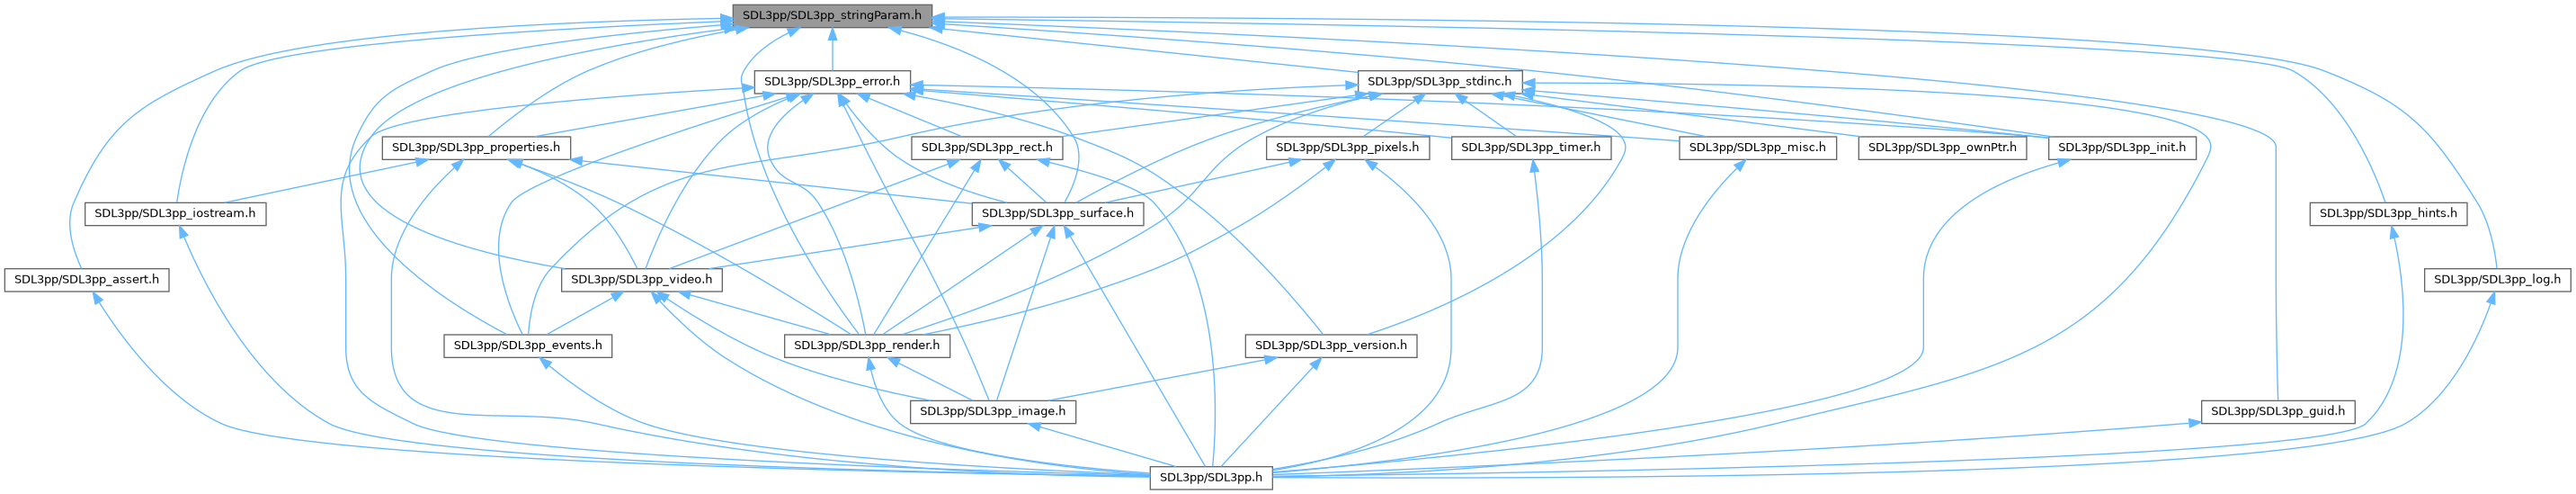 SDL3pp/SDL3pp_stringParam.h
SDL3pp/SDL3pp_error.h
SDL3pp/SDL3pp_stdinc.h
SDL3pp/SDL3pp_properties.h
SDL3pp/SDL3pp_rect.h
SDL3pp/SDL3pp_pixels.h
SDL3pp/SDL3pp_timer.h
SDL3pp/SDL3pp_misc.h
SDL3pp/SDL3pp_ownPtr.h
SDL3pp/SDL3pp_init.h
SDL3pp/SDL3pp_iostream.h
SDL3pp/SDL3pp_surface.h
SDL3pp/SDL3pp_hints.h
SDL3pp/SDL3pp_assert.h
SDL3pp/SDL3pp_video.h
SDL3pp/SDL3pp_log.h
SDL3pp/SDL3pp_events.h
SDL3pp/SDL3pp_render.h
SDL3pp/SDL3pp_version.h
SDL3pp/SDL3pp_image.h
SDL3pp/SDL3pp_guid.h
SDL3pp/SDL3pp.h